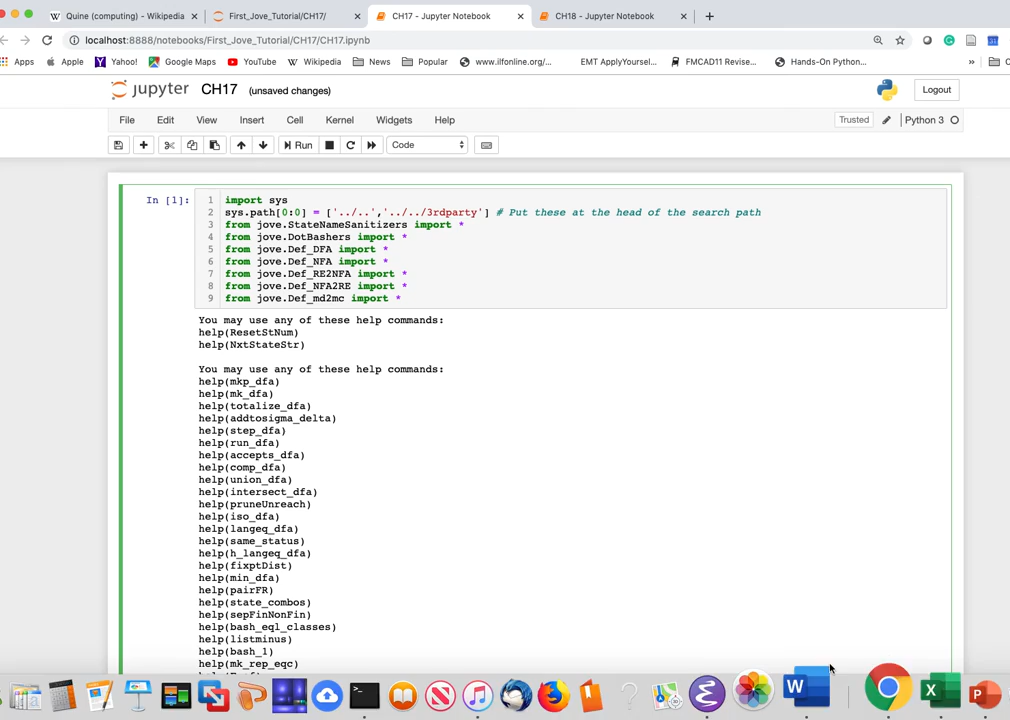 Quine (computing) - Wikipedia
First_Jove_Tutorial/CH17/
CH17 - Jupyter Notebook
CH18 - Jupyter Notebook
localhost:8888/notebooks/First_Jove_Tutorial/CH17/CH17.ipynb
Apps Apple Yahoo! Google Maps YouTube Wikipedia News Popular www.ilfonline.org/... EMT ApplyYoursel... FMCAD11 Revise... Hands-On Python... »
jupyter CH17 (unsaved changes) Logout
File Edit View Insert Cell Kernel Widgets Help Trusted Python 3
Run Code
In [1]: 1 import sys
2 sys.path[0:0] = ['../..','../../3rdparty'] # Put these at the head of the search path
3 from jove.StateNameSanitizers import *
4 from jove.DotBashers import *
5 from jove.Def_DFA import *
6 from jove.Def_NFA import *
7 from jove.Def_RE2NFA import *
8 from jove.Def_NFA2RE import *
9 from jove.Def_md2mc import *
You may use any of these help commands:
help(ResetStNum)
help(NxtStateStr)
You may use any of these help commands:
help(mkp_dfa)
help(mk_dfa)
help(totalize_dfa)
help(addtosigma_delta)
help(step_dfa)
help(run_dfa)
help(accepts_dfa)
help(comp_dfa)
help(union_dfa)
help(intersect_dfa)
help(pruneUnreach)
help(iso_dfa)
help(langeq_dfa)
help(same_status)
help(h_langeq_dfa)
help(fixptDist)
help(min_dfa)
help(pairFR)
help(state_combos)
help(sepFinNonFin)
help(bash_eql_classes)
help(listminus)
help(bash_1)
help(mk_rep_eqc)